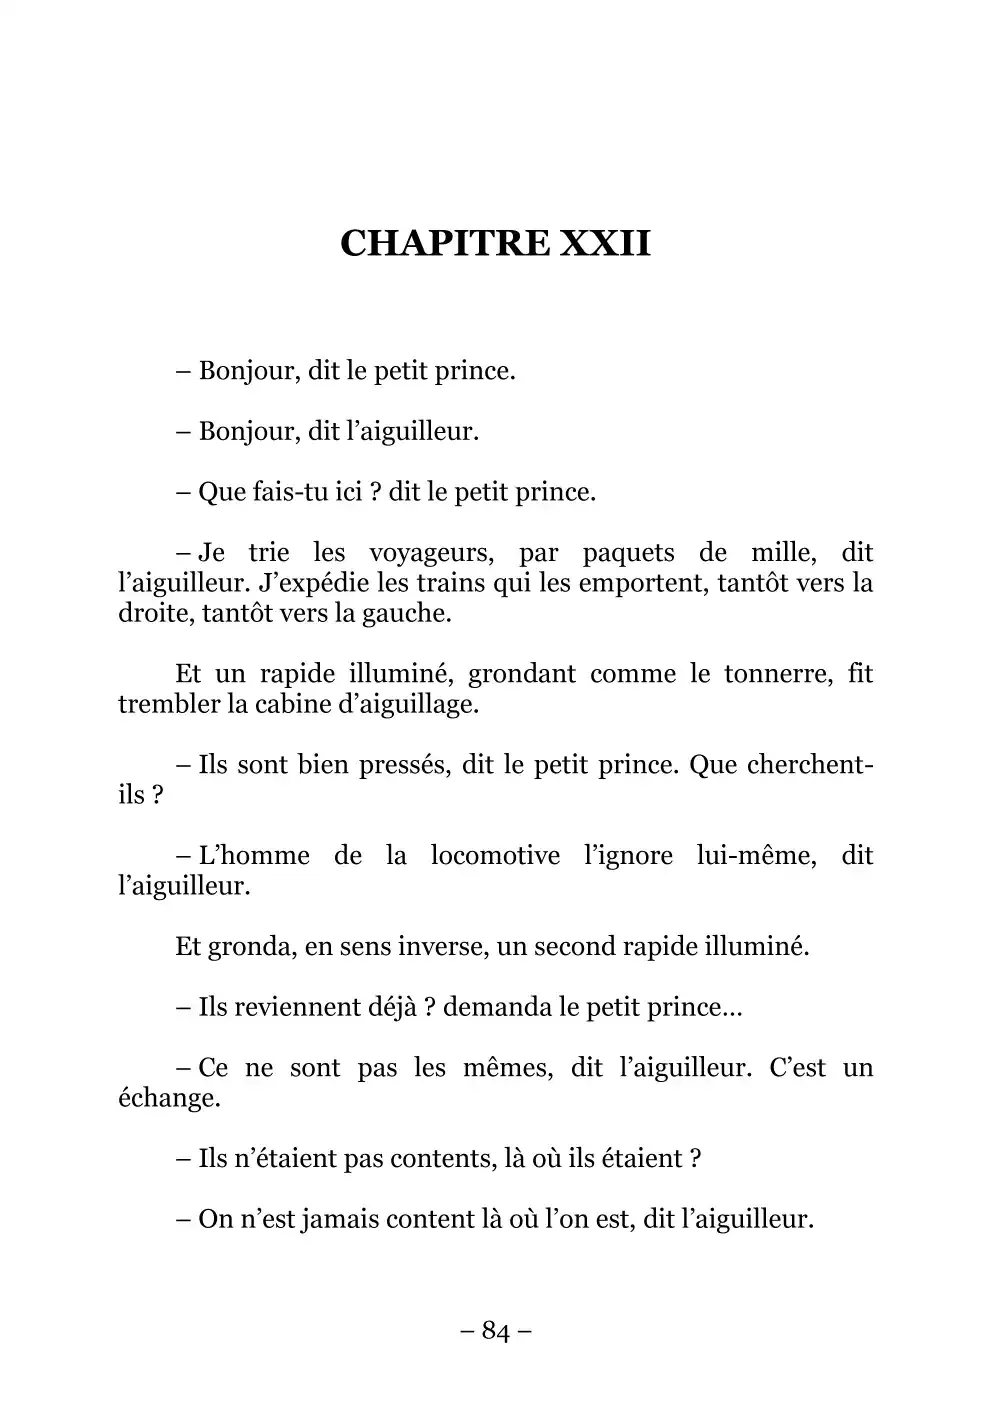 CHAPITRE XXII
– Bonjour, dit le petit prince.
– Bonjour, dit l’aiguilleur.
– Que fais-tu ici ? dit le petit prince.
– Je trie les voyageurs, par paquets de mille, dit
l’aiguilleur. J’expédie les trains qui les emportent, tantôt vers la
droite, tantôt vers la gauche.
Et un rapide illuminé, grondant comme le tonnerre, fit
trembler la cabine d’aiguillage.
– Ils sont bien pressés, dit le petit prince. Que cherchent-
ils ?
– L’homme de la locomotive l’ignore lui-même, dit
l’aiguilleur.
Et gronda, en sens inverse, un second rapide illuminé.
– Ils reviennent déjà ? demanda le petit prince…
– Ce ne sont pas les mêmes, dit l’aiguilleur. C’est un
échange.
– Ils n’étaient pas contents, là où ils étaient ?
– On n’est jamais content là où l’on est, dit l’aiguilleur.
– 84 –